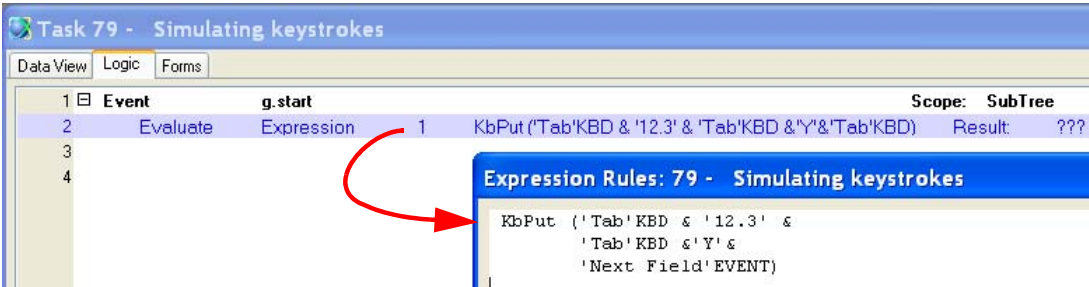 Task 79 - Simulating keystrokes
Data View Logic Forms
1 Event g.start Scope: SubTree
2 Evaluate Expression 1 KbPut ('Tab'KBD & '12.3' & 'Tab'KBD &'Y'&'Tab'KBD) Result: ???
3
4
Expression Rules: 79 - Simulating keystrokes
KbPut ('Tab'KBD & '12.3' &
'Tab'KBD &'Y'&
'Next Field'EVENT)